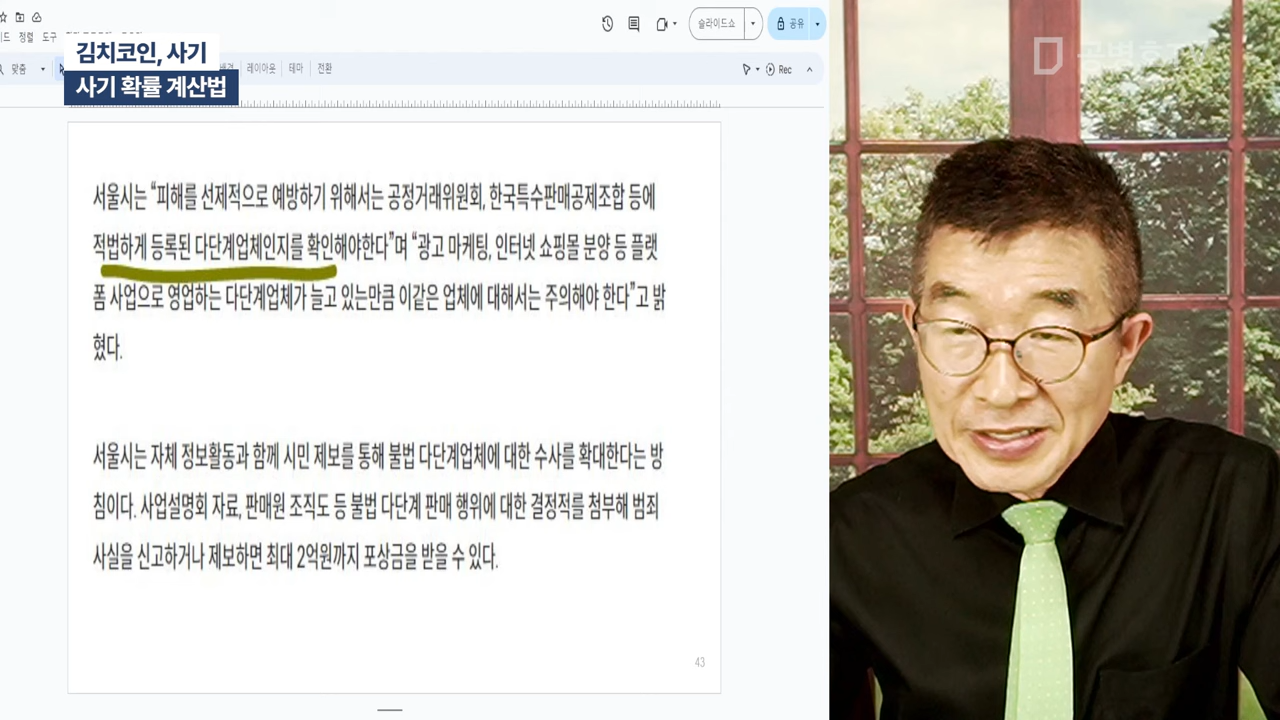 정렬 도구
슬라이드쇼
공유
김치코인, 사기
사기 확률 계산법
맞춤
레이아웃
테마
전환
Rec
서울시는 “피해를 선제적으로 예방하기 위해서는 공정거래위원회, 한국특수판매공제조합 등에
적법하게 등록된 다단계업체인지를 확인해야한다”며 “광고 마케팅, 인터넷 쇼핑몰 분양 등 플랫
폼 사업으로 영업하는 다단계업체가 늘고 있는만큼 이같은 업체에 대해서는 주의해야 한다”고 밝
혔다.
서울시는 자체 정보활동과 함께 시민 제보를 통해 불법 다단계업체에 대한 수사를 확대한다는 방
침이다. 사업설명회 자료, 판매원 조직도 등 불법 다단계 판매 행위에 대한 결정적를 첨부해 범죄
사실을 신고하거나 제보하면 최대 2억원까지 포상금을 받을 수 있다.
43